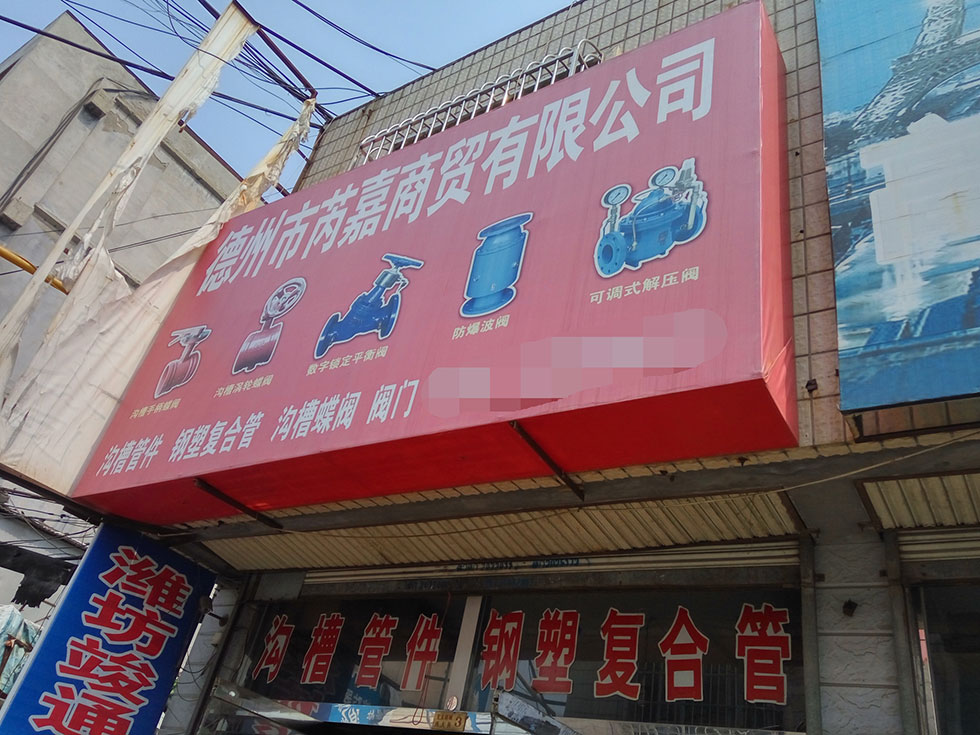 德州市芮嘉商贸有限公司
沟槽手柄蝶阀
沟槽涡轮蝶阀
数字锁定平衡阀
防爆波阀
可调式解压阀
沟槽管件 钢塑复合管 沟槽蝶阀 阀门
潍坊竣通
沟槽管件 钢塑复合管